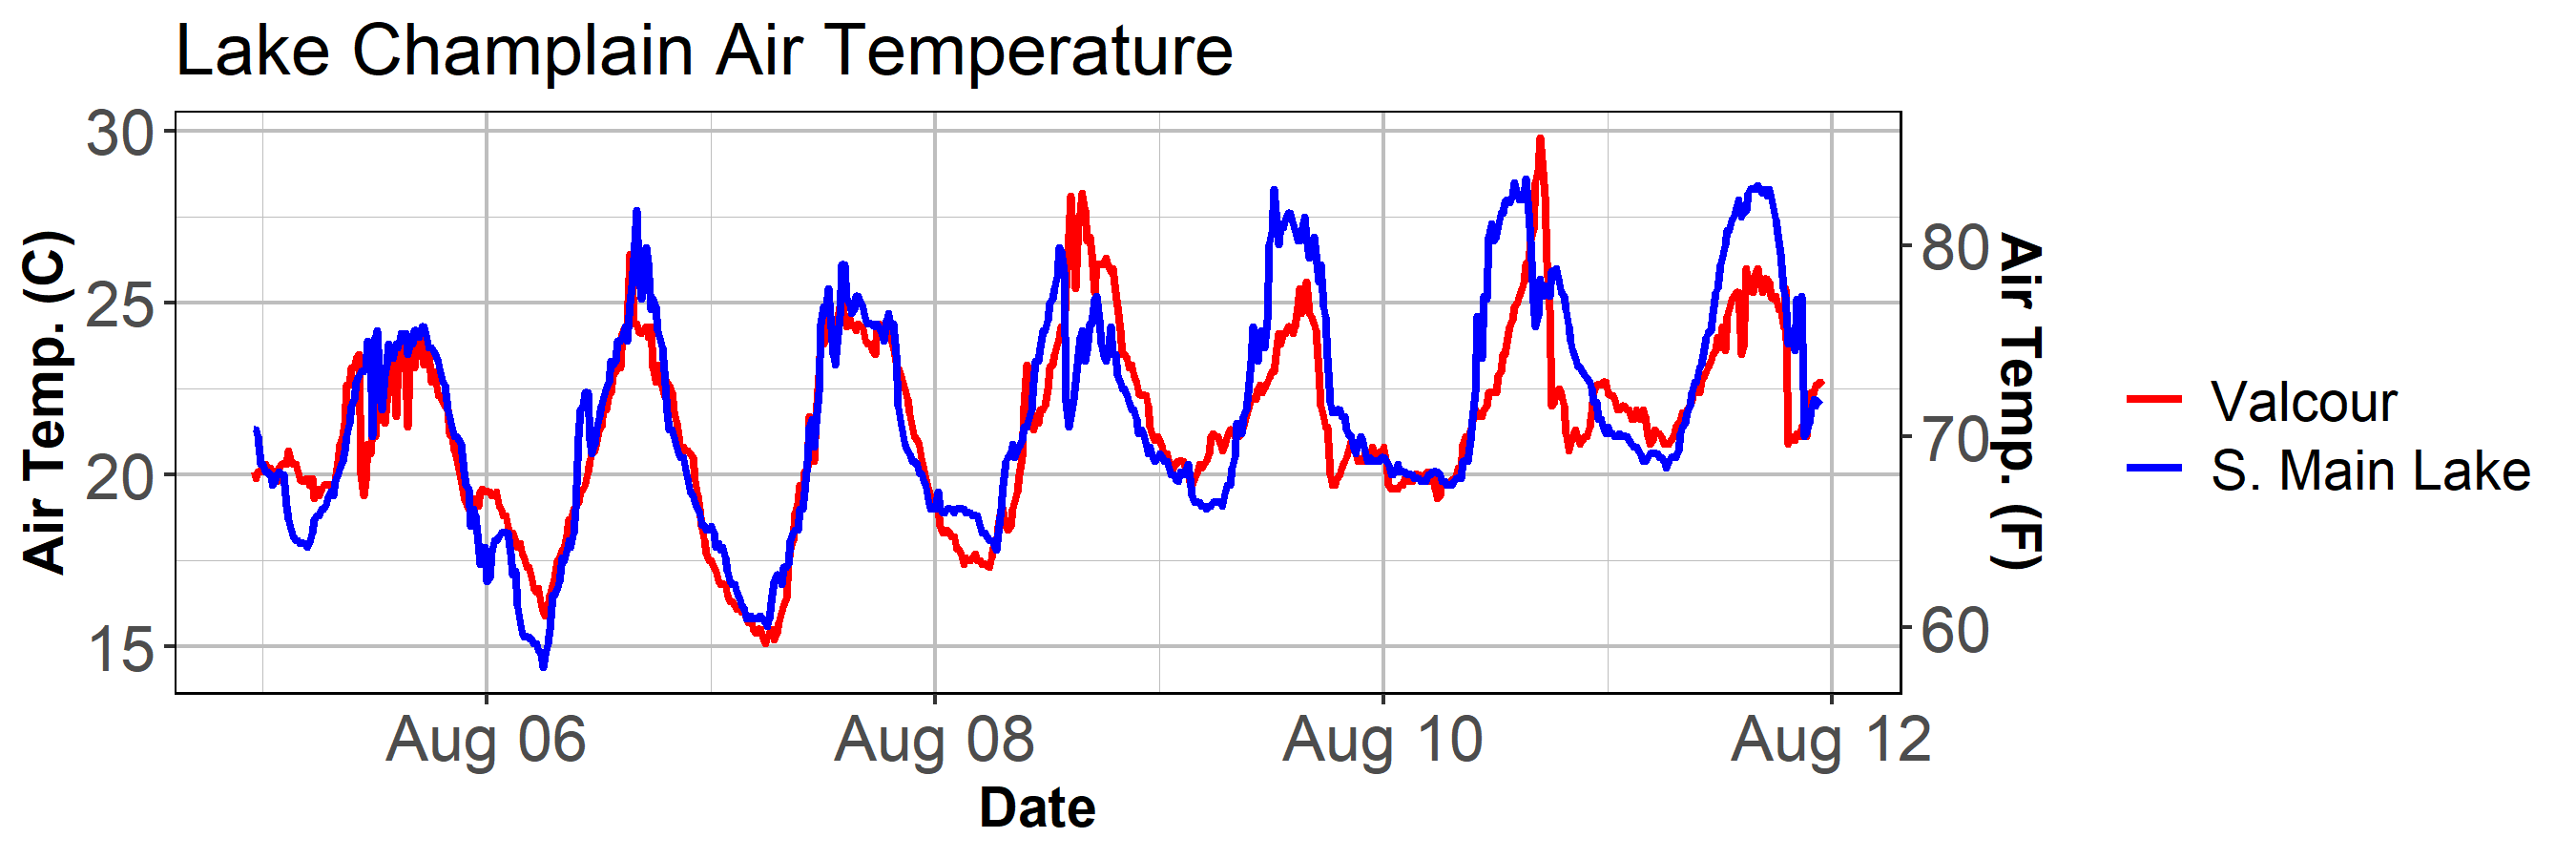 Lake Champlain Air Temperature
Air Temp. (C)
30
25
20
15
80
70
60
Air Temp. (F)
Aug 06
Aug 08
Aug 10
Aug 12
Date
Valcour
S. Main Lake